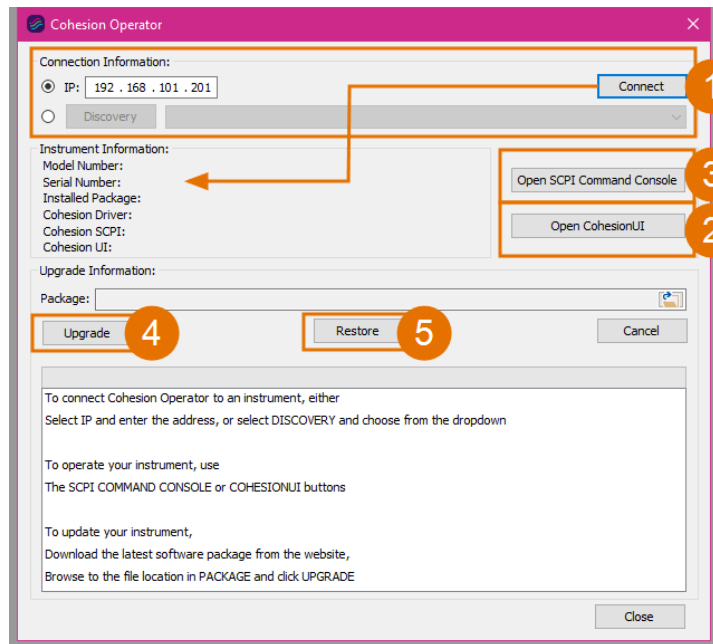 Cohesion Operator
Connection Information:
IP: 192 . 168 . 101 . 201 Connect 1
Discovery
Instrument Information:
Model Number:
Serial Number:
Installed Package:
Cohesion Driver:
Cohesion SCPI:
Cohesion UI:
Open SCPI Command Console 3
Open CohesionUI 2
Upgrade Information:
Package:
Upgrade 4 Restore 5 Cancel
To connect Cohesion Operator to an instrument, either
Select IP and enter the address, or select DISCOVERY and choose from the dropdown
To operate your instrument, use
The SCPI COMMAND CONSOLE or COHESIONUI buttons
To update your instrument,
Download the latest software package from the website,
Browse to the file location in PACKAGE and click UPGRADE
Close